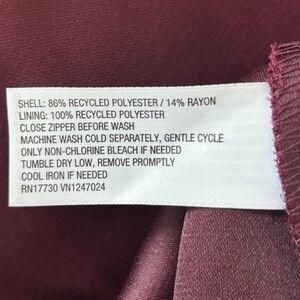 SHELL: 86% RECYCLED POLYESTER / 14% RAYON
LINING: 100% RECYCLED POLYESTER
CLOSE ZIPPER BEFORE WASH
MACHINE WASH COLD SEPARATELY, GENTLE CYCLE
ONLY NON-CHLORINE BLEACH IF NEEDED
TUMBLE DRY LOW, REMOVE PROMPTLY
COOL IRON IF NEEDED
RN17730 VN1247024